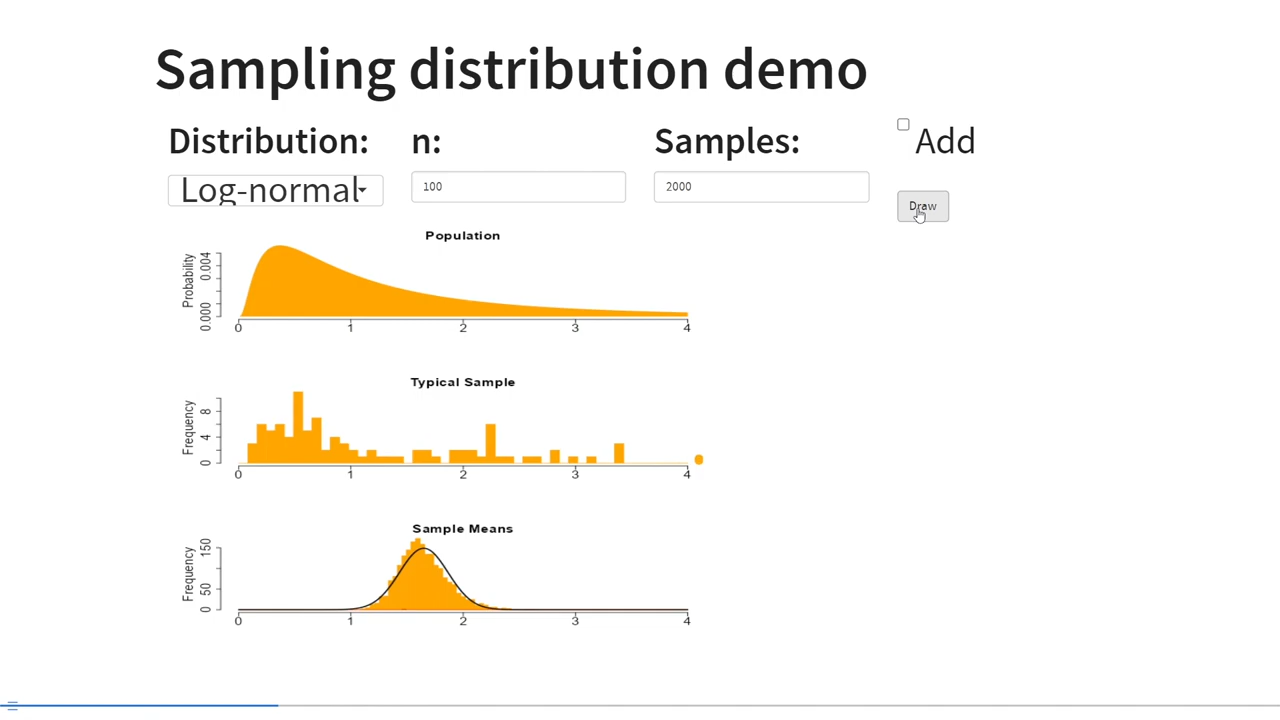 Sampling distribution demo
Distribution: n: Samples: Add
Log-normal 100 2000
Draw
Population
Probability
0.000 0.004
0 1 2 3 4
Typical Sample
Frequency
0 4 8
0 1 2 3 4
Sample Means
Frequency
0 50 150
0 1 2 3 4